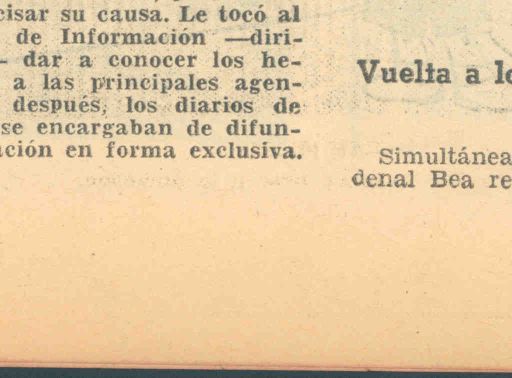 cisar su causa. Le tocó al
de Información —diri-
— dar a conocer los he-
a las principales agen-
después, los diarios de
se encargaban de difun-
ación en forma exclusiva.
Vuelta a lo
Simultánea
denal Bea re